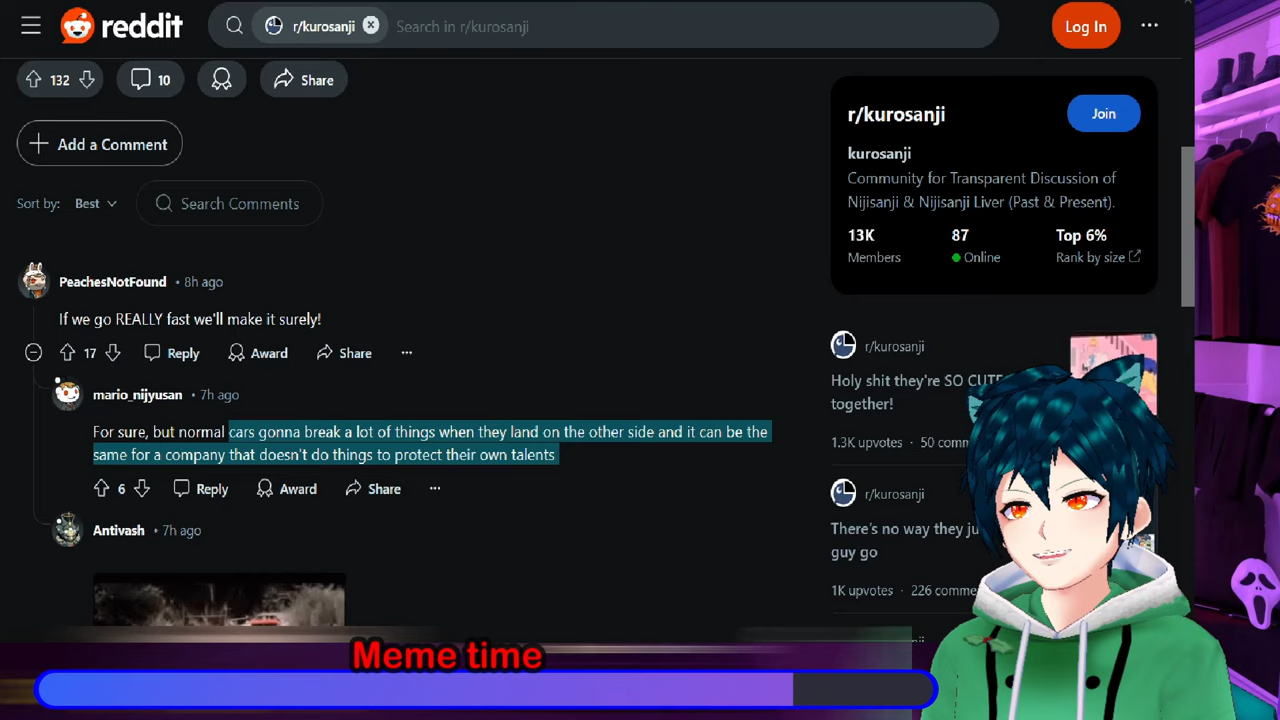 reddit
r/kurosanji
Search in r/kurosanji
Log In
132
10
Share
Add a Comment
Sort by:
Best
Search Comments
PeachesNotFound • 8h ago
If we go REALLY fast we'll make it surely!
17
Reply
Award
Share
mario_nijyusan • 7h ago
For sure, but normal cars gonna break a lot of things when they land on the other side and it can be the
same for a company that doesn't do things to protect their own talents
6
Reply
Award
Share
Antivash • 7h ago
r/kurosanji
Join
kurosanji
Community for Transparent Discussion of
Nijisanji & Nijisanji Liver (Past & Present).
13K
87
Top 6%
Members
Online
Rank by size
r/kurosanji
Holy shit they're SO CUTE
together!
1.3K upvotes • 50 comm
r/kurosanji
There's no way they ju
guy go
1K upvotes • 226 comme
Meme time